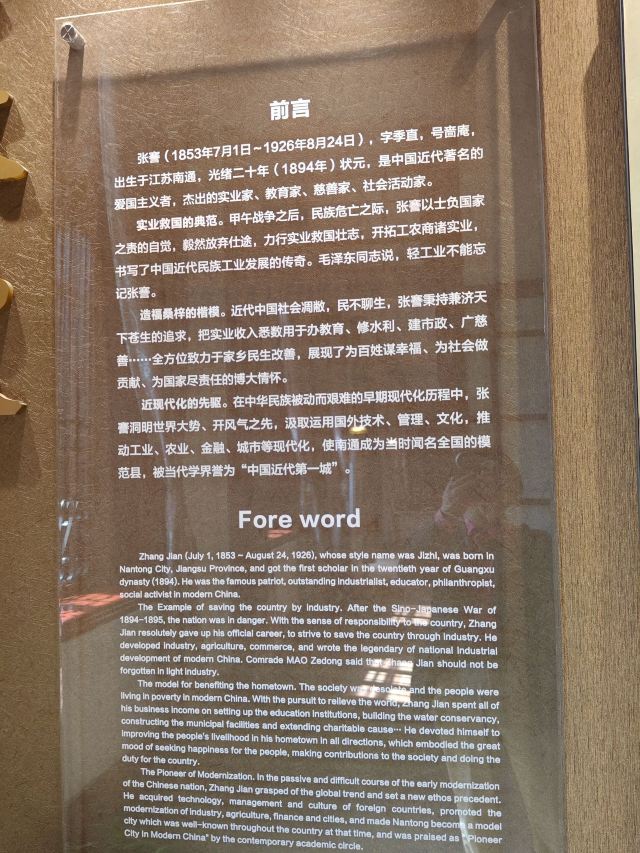 前言
张謇（1853年7月1日～1926年8月24日），字季直，号啬庵，
出生于江苏南通，光绪二十年（1894年）状元，是中国近代著名的
爱国主义者，杰出的实业家、教育家、慈善家、社会活动家。
实业救国的典范。甲午战争之后，民族危亡之际，张謇以士负国家
之责的自觉，毅然放弃仕途，力行实业救国壮志，开拓工农商诸实业，
书写了中国近代民族工业发展的传奇。毛泽东同志说，轻工业不能忘
记张謇。
造福桑梓的楷模。近代中国社会凋敝，民不聊生，张謇秉持兼济天
下苍生的追求，把实业收入悉数用于办教育、修水利、建市政、广慈
善……全方位致力于家乡民生改善，展现了为百姓谋幸福、为社会做
贡献、为国家尽责任的博大情怀。
近现代化的先驱。在中华民族被动而艰难的早期现代化历程中，张
謇洞明世界大势、开风气之先，汲取运用国外技术、管理、文化，推
动工业、农业、金融、城市等现代化，使南通成为当时闻名全国的模
范县，被当代学界誉为“中国近代第一城”。
Fore word
Zhang Jian (July 1, 1853 ~ August 24, 1926), whose style name was Jizhi, was born in
Nantong City, Jiangsu Province, and got the first scholar in the twentieth year of Guangxu
dynasty (1894). He was the famous patriot, outstanding industrialist, educator, philanthropist,
social activist in modern China.
The Example of saving the country by industry. After the Sino-Japanese War of
1894-1895, the nation was in danger. With the sense of responsibility to the country, Zhang
Jian resolutely gave up his official career, to strive to save the country through industry. He
developed industry, agriculture, commerce, and wrote the legendary of national industrial
development of modern China. Comrade MAO Zedong said that Zhang Jian should not be
forgotten in light industry.
The model for benefiting the hometown. The society was desolate and the people were
living in poverty in modern China. With the pursuit to relieve the world, Zhang Jian spent all of
his business income on setting up the education institutions, building the water conservancy,
constructing the municipal facilities and extending charitable cause… He devoted himself to
improving the people's livelihood in his hometown in all directions, which embodied the great
mood of seeking happiness for the people, making contributions to the society and doing the
duty for the country.
The Pioneer of Modernization. In the passive and difficult course of the early modernization
of the Chinese nation, Zhang Jian grasped of the global trend and set a new ethos precedent.
He acquired technology, management and culture of foreign countries, promoted the
modernization of industry, agriculture, finance and cities, and made Nantong become a model
city which was well-known throughout the country at that time, and was praised as " Pioneer
City in Modern China" by the contemporary academic circle.